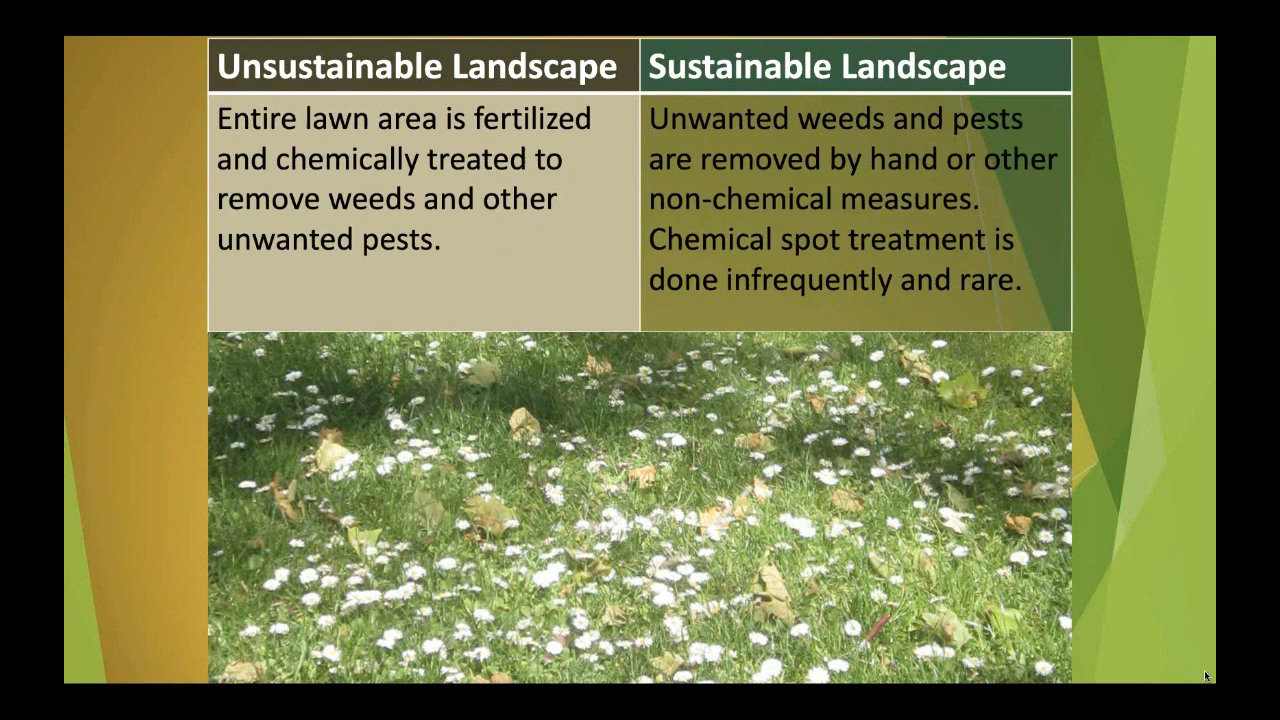 Unsustainable Landscape
Sustainable Landscape
Entire lawn area is fertilized
and chemically treated to
remove weeds and other
unwanted pests.
Unwanted weeds and pests
are removed by hand or other
non-chemical measures.
Chemical spot treatment is
done infrequently and rare.